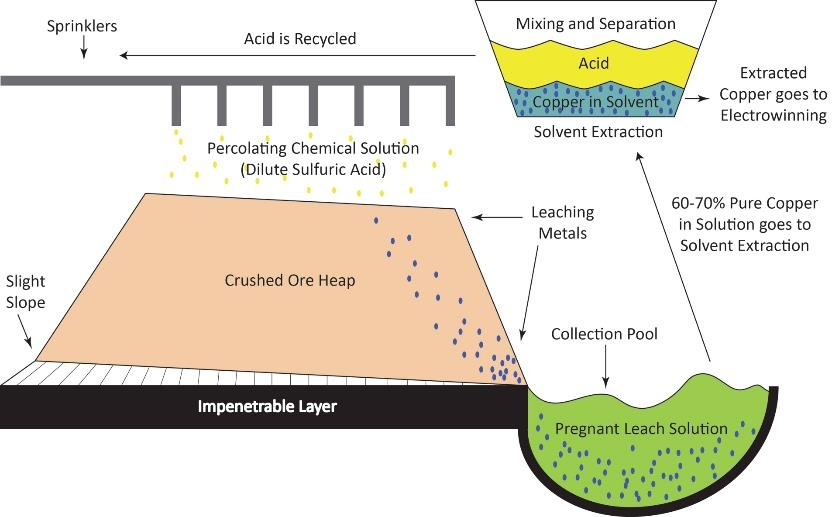 Sprinklers
Acid is Recycled
Mixing and Separation
Acid
Copper in Solvent
Solvent Extraction
Extracted
Copper goes to
Electrowinning
Percolating Chemical Solution
(Dilute Sulfuric Acid)
Leaching
Metals
60-70% Pure Copper
in Solution goes to
Solvent Extraction
Crushed Ore Heap
Slight
Slope
Collection Pool
Impenetrable Layer
Pregnant Leach Solution